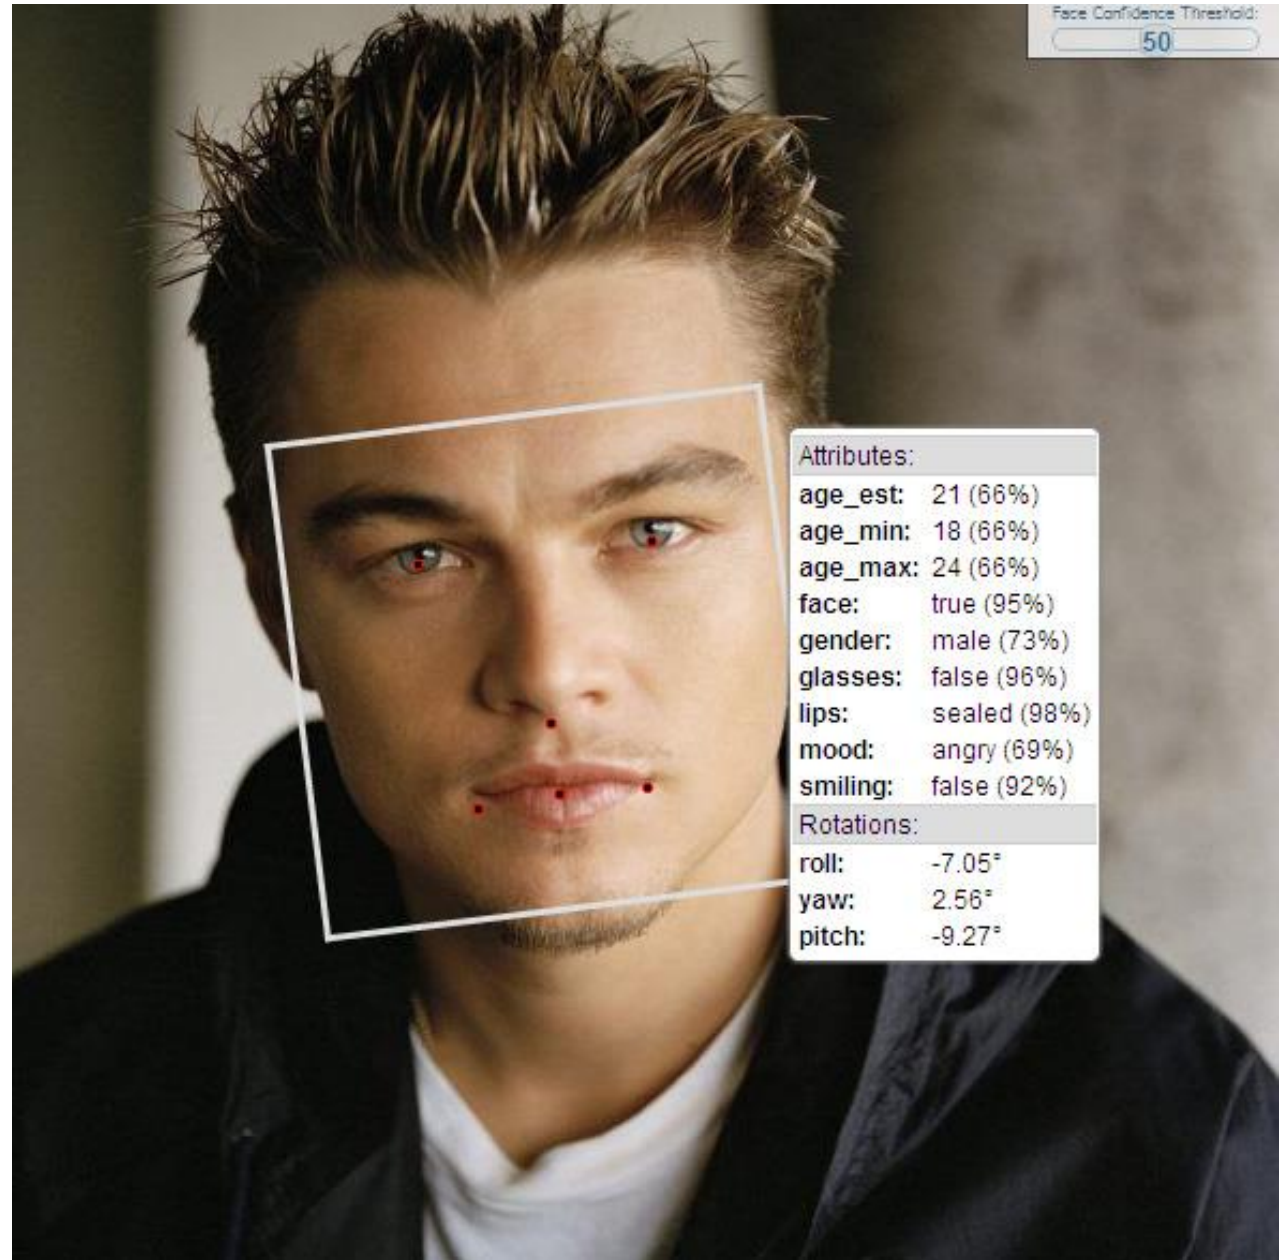 Face Confidence Threshold:
50
Attributes:
age_est: 21 (66%)
age_min: 18 (66%)
age_max: 24 (66%)
face: true (95%)
gender: male (73%)
glasses: false (96%)
lips: sealed (98%)
mood: angry (69%)
smiling: false (92%)
Rotations:
roll: -7.05°
yaw: 2.56°
pitch: -9.27°